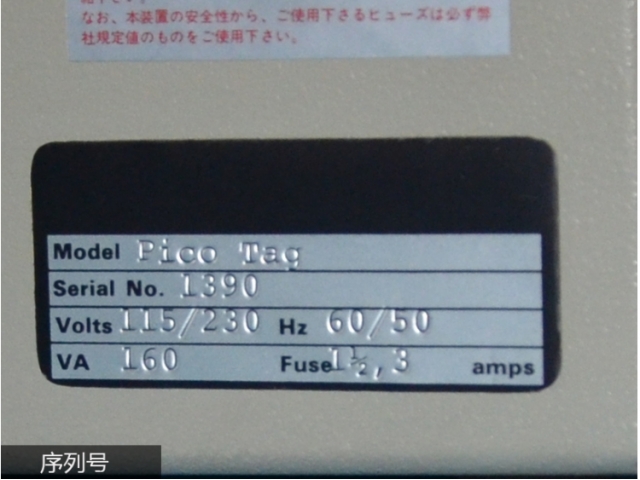 なお、本装置の安全性から、ご使用下さるヒューズは必ず弊
社規定値のものをご使用下さい。
Model Pico Tag
Serial No. 1390
Volts 115/230 Hz 60/50
VA 160 Fuse 1½, 3 amps
序列号